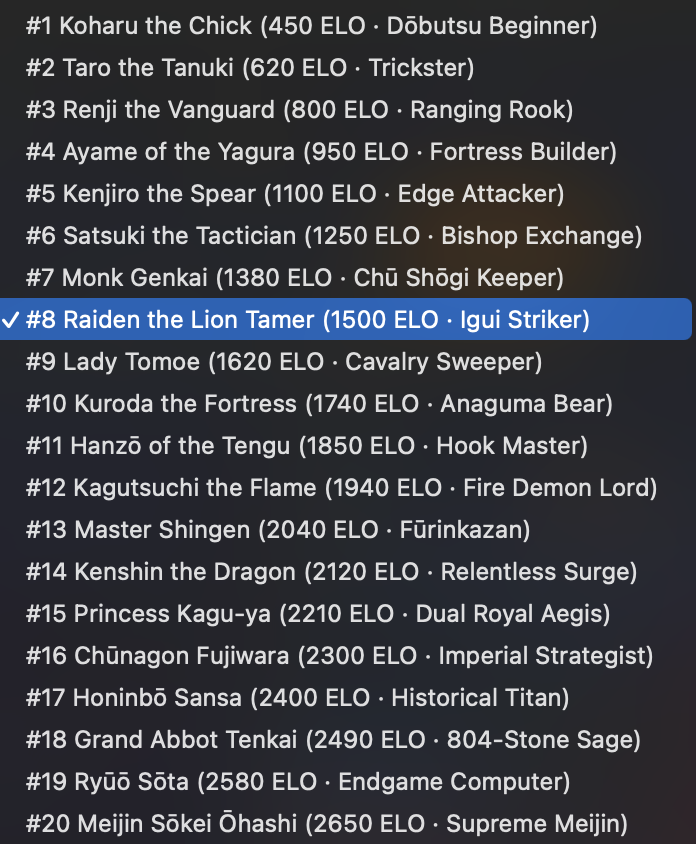 #1 Koharu the Chick (450 ELO · Dōbutsu Beginner)
#2 Taro the Tanuki (620 ELO · Trickster)
#3 Renji the Vanguard (800 ELO · Ranging Rook)
#4 Ayame of the Yagura (950 ELO · Fortress Builder)
#5 Kenjiro the Spear (1100 ELO · Edge Attacker)
#6 Satsuki the Tactician (1250 ELO · Bishop Exchange)
#7 Monk Genkai (1380 ELO · Chū Shōgi Keeper)
✓ #8 Raiden the Lion Tamer (1500 ELO · Igui Striker)
#9 Lady Tomoe (1620 ELO · Cavalry Sweeper)
#10 Kuroda the Fortress (1740 ELO · Anaguma Bear)
#11 Hanzō of the Tengu (1850 ELO · Hook Master)
#12 Kagutsuchi the Flame (1940 ELO · Fire Demon Lord)
#13 Master Shingen (2040 ELO · Fūrinkazan)
#14 Kenshin the Dragon (2120 ELO · Relentless Surge)
#15 Princess Kagu-ya (2210 ELO · Dual Royal Aegis)
#16 Chūnagon Fujiwara (2300 ELO · Imperial Strategist)
#17 Honinbō Sansa (2400 ELO · Historical Titan)
#18 Grand Abbot Tenkai (2490 ELO · 804-Stone Sage)
#19 Ryūō Sōta (2580 ELO · Endgame Computer)
#20 Meijin Sōkei Ōhashi (2650 ELO · Supreme Meijin)